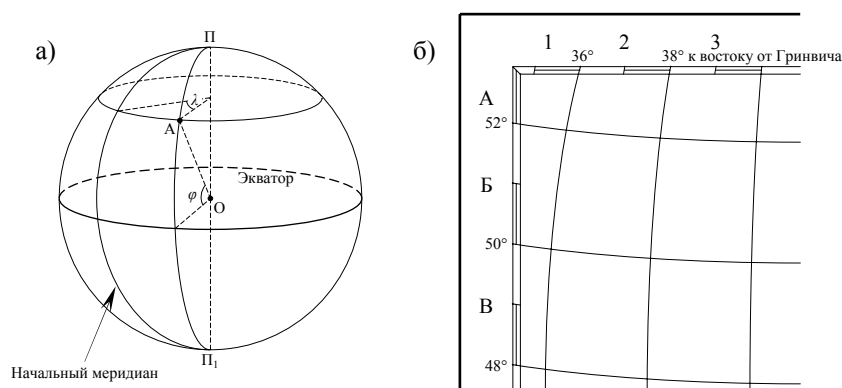 а)
П
λ
А
Экватор
φ
О
П₁
Начальный меридиан
б)
1 2 3
36° 38° к востоку от Гринвича
А
52°
Б
50°
В
48°